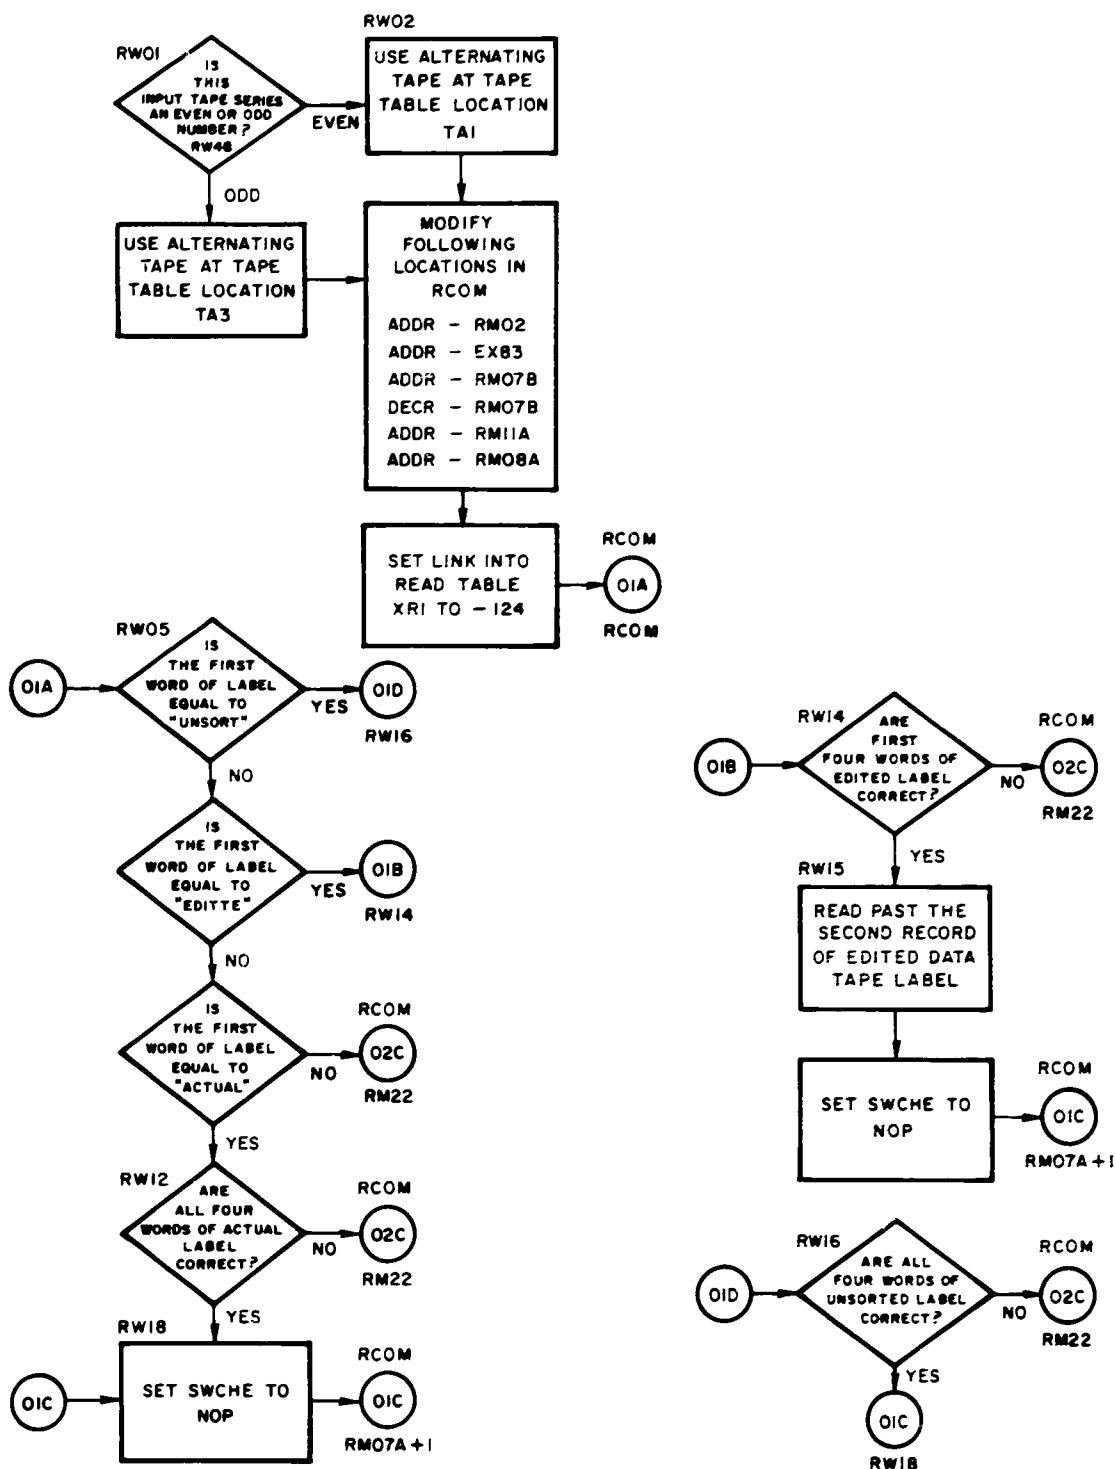 RW01
IS
THIS
INPUT TAPE SERIES
AN EVEN OR ODD
NUMBER?
RW48
EVEN
ODD
RW02
USE ALTERNATING
TAPE AT TAPE
TABLE LOCATION
TA1
USE ALTERNATING
TAPE AT TAPE
TABLE LOCATION
TA3
MODIFY
FOLLOWING
LOCATIONS IN
RCOM
ADDR - RM02
ADDR - EX83
ADDR - RM07B
DECR - RM07B
ADDR - RM11A
ADDR - RM08A
SET LINK INTO
READ TABLE
XR1 TO -124
RCOM
01A
RCOM
RW05
01A
IS
THE FIRST
WORD OF LABEL
EQUAL TO
"UNSORT"
YES
01D
RW16
NO
IS
THE FIRST
WORD OF LABEL
EQUAL TO
"EDITTE"
YES
01B
RW14
NO
IS
THE FIRST
WORD OF LABEL
EQUAL TO
"ACTUAL"
NO
RCOM
02C
RM22
YES
RW12
ARE
ALL FOUR
WORDS OF ACTUAL
LABEL
CORRECT?
NO
RCOM
02C
RM22
YES
RW18
01C
SET SWCHE TO
NOP
RCOM
01C
RM07A+1
RW14
01B
ARE
FIRST
FOUR WORDS OF
EDITED LABEL
CORRECT?
NO
RCOM
02C
RM22
YES
RW15
READ PAST THE
SECOND RECORD
OF EDITED DATA
TAPE LABEL
SET SWCHE TO
NOP
RCOM
01C
RM07A+1
RW16
01D
ARE ALL
FOUR WORDS OF
UNSORTED LABEL
CORRECT?
NO
RCOM
02C
RM22
YES
01C
RW18